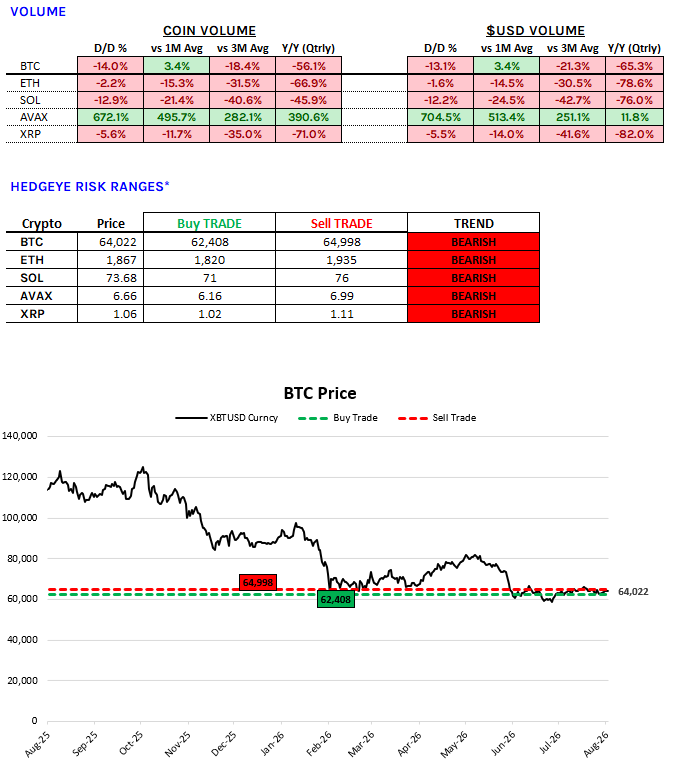 VOLUME
COIN VOLUME $USD VOLUME
D/D % vs 1M Avg vs 3M Avg Y/Y (Qtrly) D/D % vs 1M Avg vs 3M Avg Y/Y (Qtrly)
BTC -14.0% 3.4% -18.4% -56.1% -13.1% 3.4% -21.3% -65.3%
ETH -2.2% -15.3% -31.5% -66.9% -1.6% -14.5% -30.5% -78.6%
SOL -12.9% -21.4% -40.6% -45.9% -12.2% -24.5% -42.7% -76.0%
AVAX 672.1% 495.7% 282.1% 390.6% 704.5% 513.4% 251.1% 11.8%
XRP -5.6% -11.7% -35.0% -71.0% -5.5% -14.0% -41.6% -82.0%
HEDGEYE RISK RANGES*
Crypto Price Buy TRADE Sell TRADE TREND
BTC 64,022 62,408 64,998 BEARISH
ETH 1,867 1,820 1,935 BEARISH
SOL 73.68 71 76 BEARISH
AVAX 6.66 6.16 6.99 BEARISH
XRP 1.06 1.02 1.11 BEARISH
BTC Price
XBTUSD Curncy Buy Trade Sell Trade
140,000
120,000
100,000
80,000
64,998
60,000
62,408
64,022
40,000
20,000
0
Aug-25 Sep-25 Oct-25 Nov-25 Dec-25 Jan-26 Feb-26 Mar-26 Apr-26 May-26 Jun-26 Jul-26 Aug-26